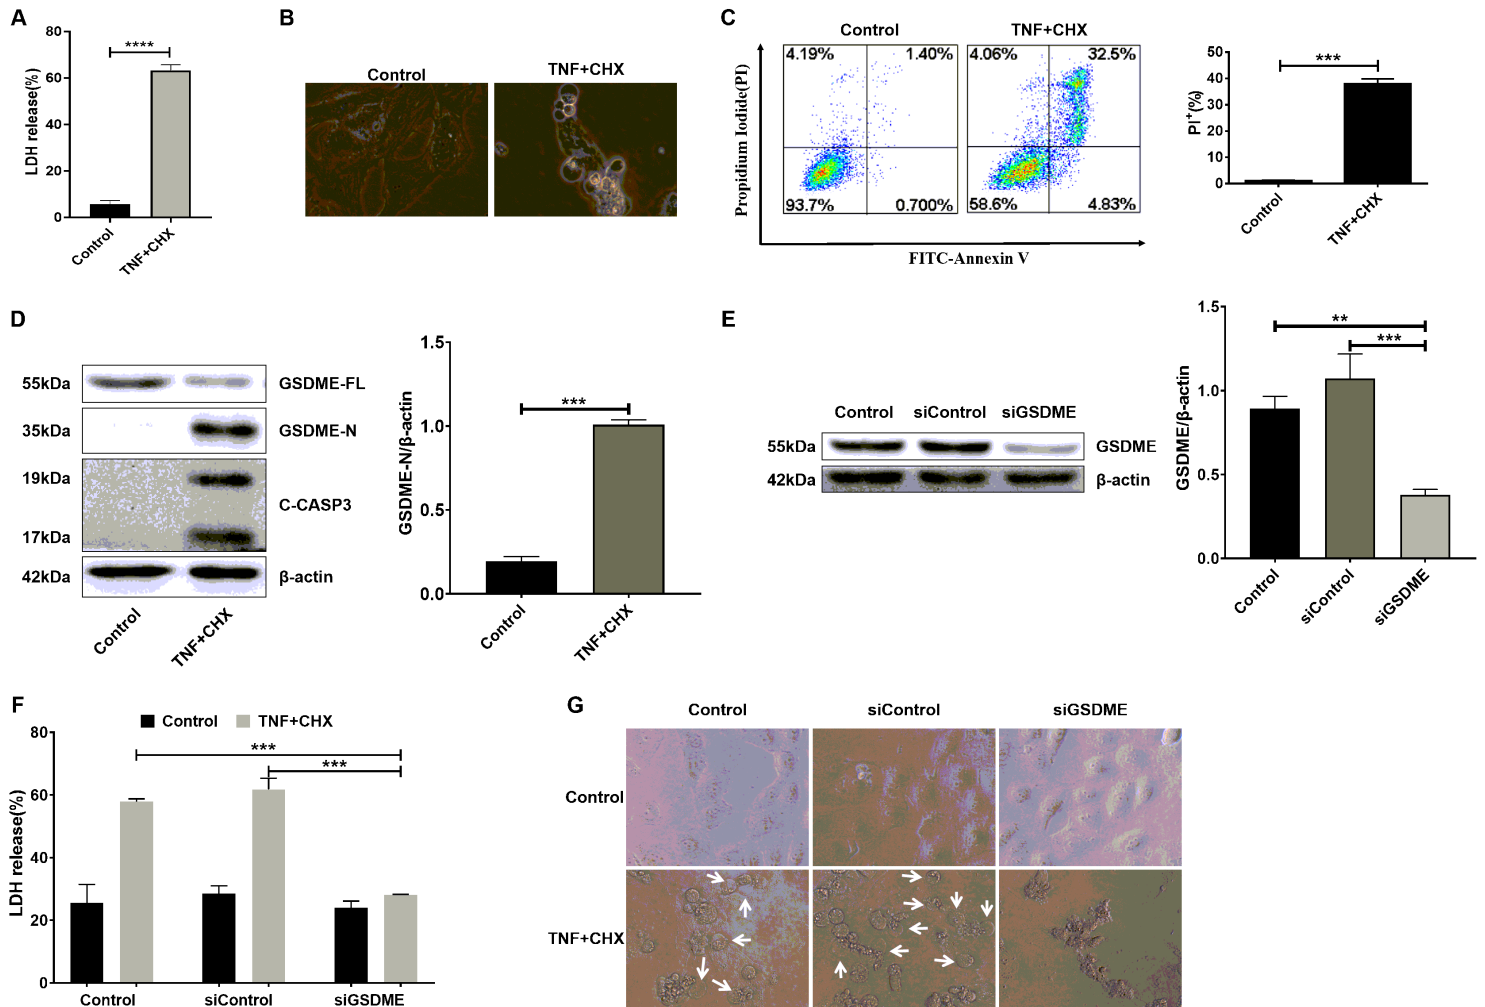 A
LDH release(%)
80
60
40
20
0
****
Control
TNF+CHX
B
Control
TNF+CHX
C
Control
TNF+CHX
Propidium Iodide(PI)
4.19%
1.40%
93.7%
0.700%
4.06%
32.5%
58.6%
4.83%
FITC-Annexin V
PI+(%)
50
40
30
20
10
0
***
Control
TNF+CHX
D
55kDa
GSDME-FL
35kDa
GSDME-N
19kDa
C-CASP3
17kDa
42kDa
β-actin
Control
TNF+CHX
GSDME-N/β-actin
1.5
1.0
0.5
0.0
***
Control
TNF+CHX
E
Control siControl siGSDME
55kDa
GSDME
42kDa
β-actin
GSDME/β-actin
1.5
1.0
0.5
0.0
**
***
Control
siControl
siGSDME
F
Control TNF+CHX
LDH release(%)
80
60
40
20
0
***
***
Control siControl siGSDME
G
Control siControl siGSDME
Control
TNF+CHX